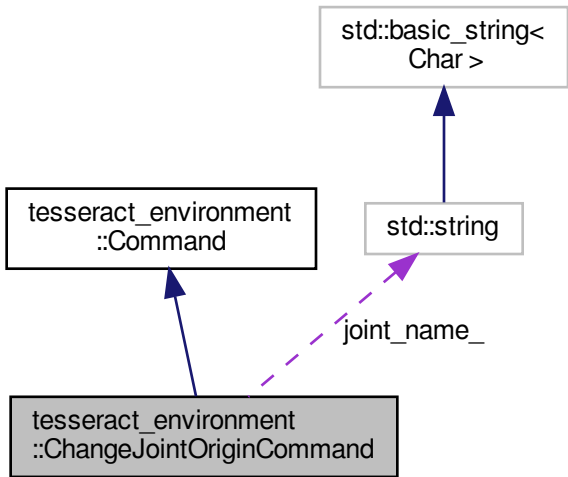 std::basic_string<
Char >
tesseract_environment
::Command
std::string
joint_name_
tesseract_environment
::ChangeJointOriginCommand